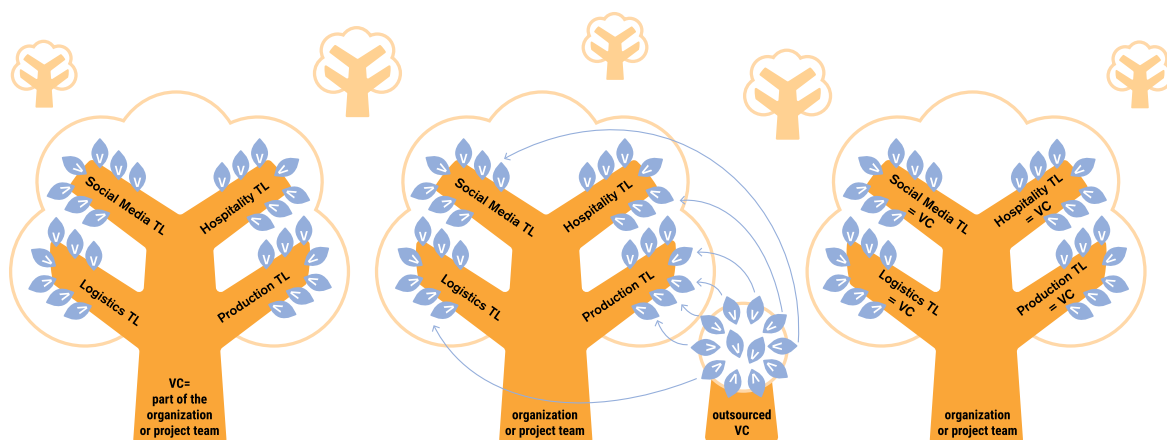 Social Media TL
Hospitality TL
Logistics TL
Production TL
VC=
part of the
organization
or project team
Social Media TL
Hospitality TL
Logistics TL
Production TL
organization
or project team
V V V V V V V V V V V V
outsourced
VC
Social Media TL
= VC
Hospitality TL
= VC
Logistics TL
= VC
Production TL
= VC
organization
or project team